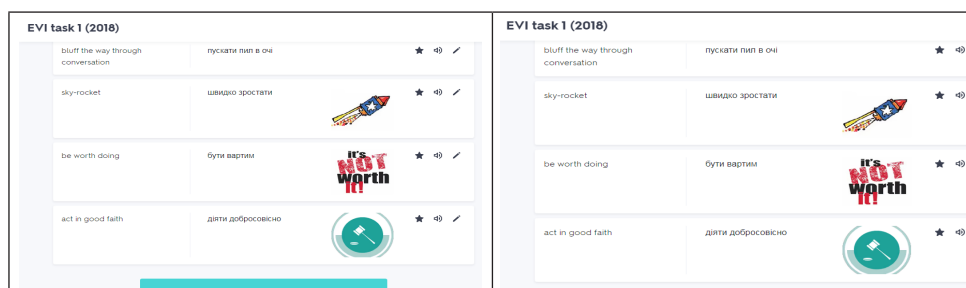 EVI task 1 (2018)
bluff the way through
conversation
пускати пил в очі
sky-rocket
швидко зростати
be worth doing
бути вартим
it's
NOT
worth
It!
act in good faith
діяти добросовісно
EVI task 1 (2018)
bluff the way through
conversation
пускати пил в очі
sky-rocket
швидко зростати
be worth doing
бути вартим
it's
NOT
worth
It!
act in good faith
діяти добросовісно